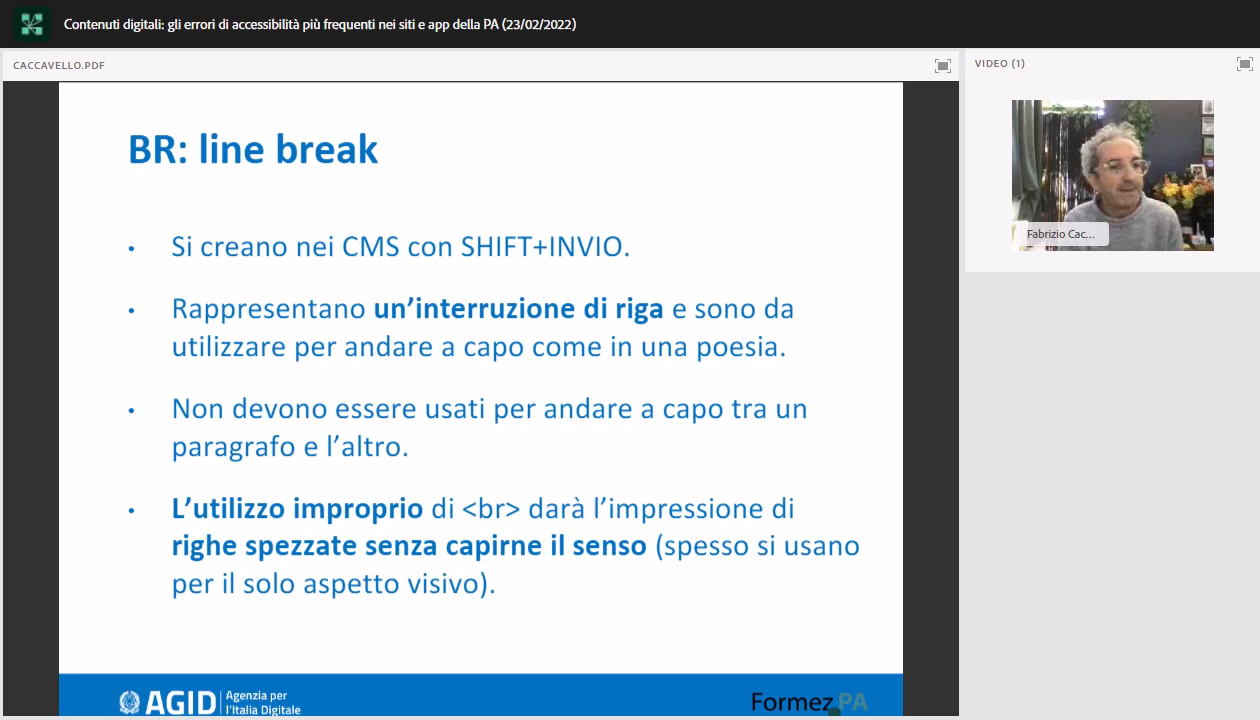 Contenuti digitali: gli errori di accessibilità più frequenti nei siti e app della PA (23/02/2022)
CACCAVELLO.PDF
VIDEO (1)
BR: line break
• Si creano nei CMS con SHIFT+INVIO.
• Rappresentano un’interruzione di riga e sono da
utilizzare per andare a capo come in una poesia.
• Non devono essere usati per andare a capo tra un
paragrafo e l’altro.
• L’utilizzo improprio di <br> darà l’impressione di
righe spezzate senza capirne il senso (spesso si usano
per il solo aspetto visivo).
Fabrizio Cac...
AGID
Agenzia per
l’Italia Digitale
Formez PA